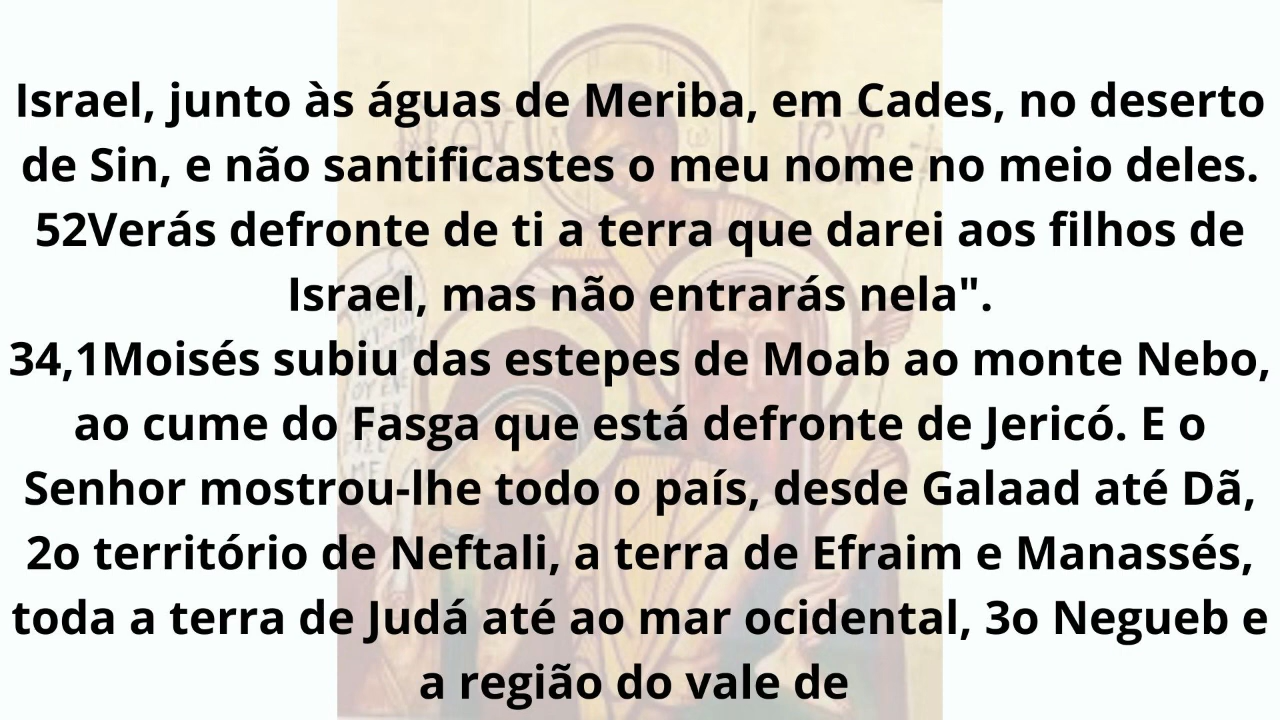 Israel, junto às águas de Meriba, em Cades, no deserto
de Sin, e não santificastes o meu nome no meio deles.
52Verás defronte de ti a terra que darei aos filhos de
Israel, mas não entrarás nela".
34,1Moisés subiu das estepes de Moab ao monte Nebo,
ao cume do Fasga que está defronte de Jericó. E o
Senhor mostrou-lhe todo o país, desde Galaad até Dã,
2o território de Neftali, a terra de Efraim e Manassés,
toda a terra de Judá até ao mar ocidental, 3o Negueb e
a região do vale de